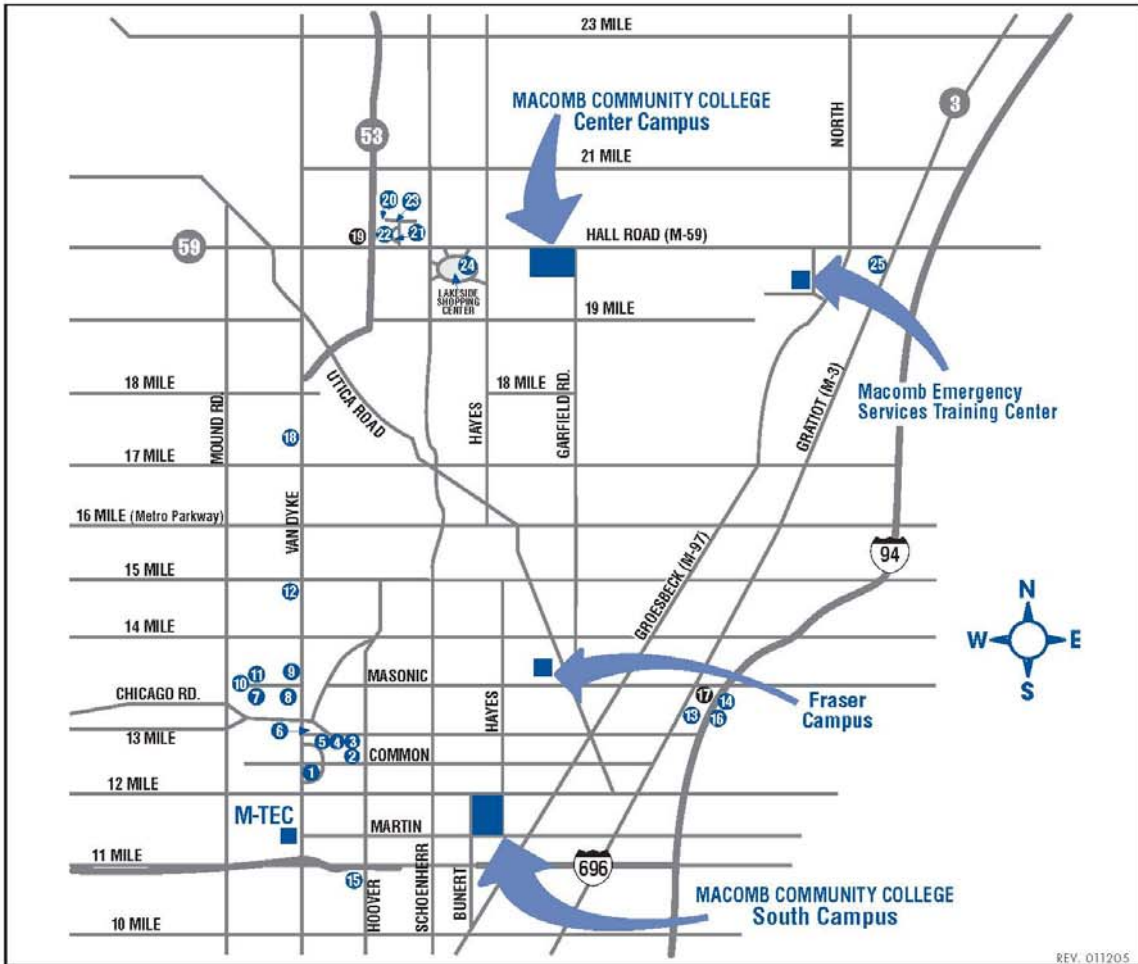 23 MILE
MACOMB COMMUNITY COLLEGE
Center Campus
53
NORTH
3
21 MILE
20
23
19
22
21
59
HALL ROAD (M-59)
24
LAKESIDE
SHOPPING
CENTER
25
19 MILE
18 MILE
MOUND RD.
UTICA ROAD
HAYES
18 MILE
GARFIELD RD.
GRATIOT (M-3)
Macomb Emergency
Services Training Center
18
17 MILE
VAN DYKE
16 MILE (Metro Parkway)
GROESBECK (M-97)
94
15 MILE
12
14 MILE
N
W
E
S
11
9
10
7
8
MASONIC
CHICAGO RD.
HAYES
17
14
13
16
Fraser
Campus
13 MILE
6
5
4
3
2
COMMON
1
12 MILE
M-TEC
MARTIN
11 MILE
15
HOOVER
SCHOENHERR
BUNERT
696
MACOMB COMMUNITY COLLEGE
South Campus
10 MILE
REV. 011205